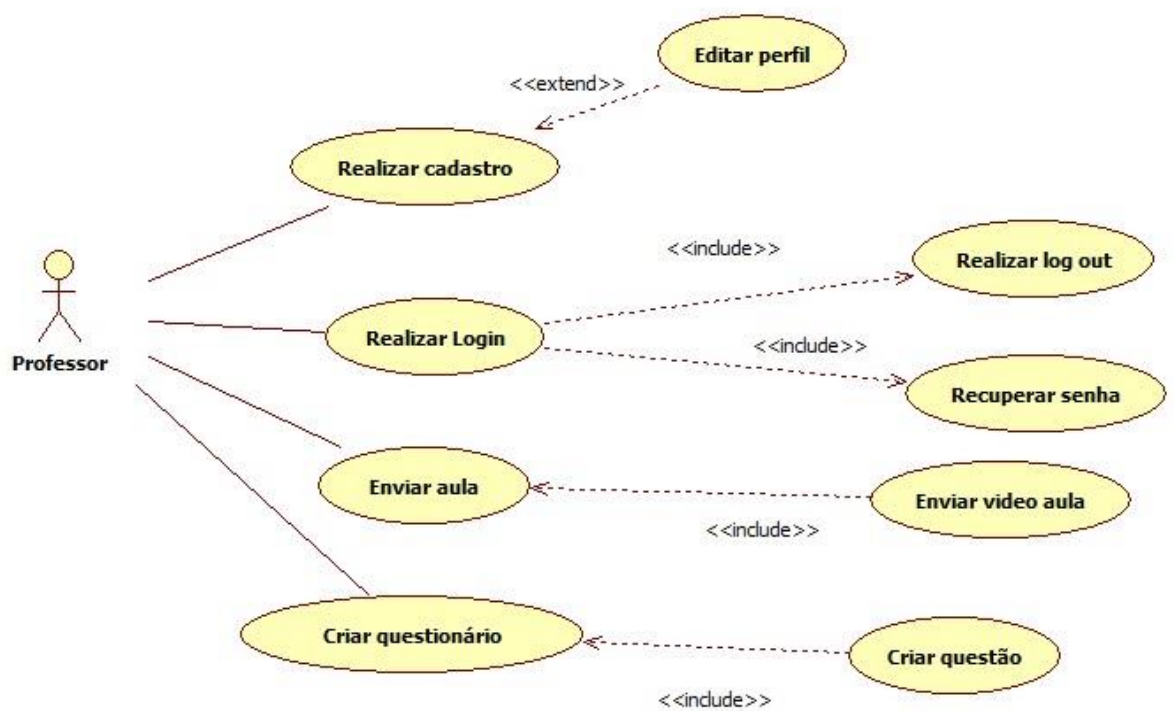 Editar perfil
<<extend>>
Realizar cadastro
<<include>>
Realizar log out
Professor
Realizar Login
<<include>>
Recuperar senha
Enviar aula
Enviar video aula
<<include>>
Criar questionário
Criar questão
<<include>>